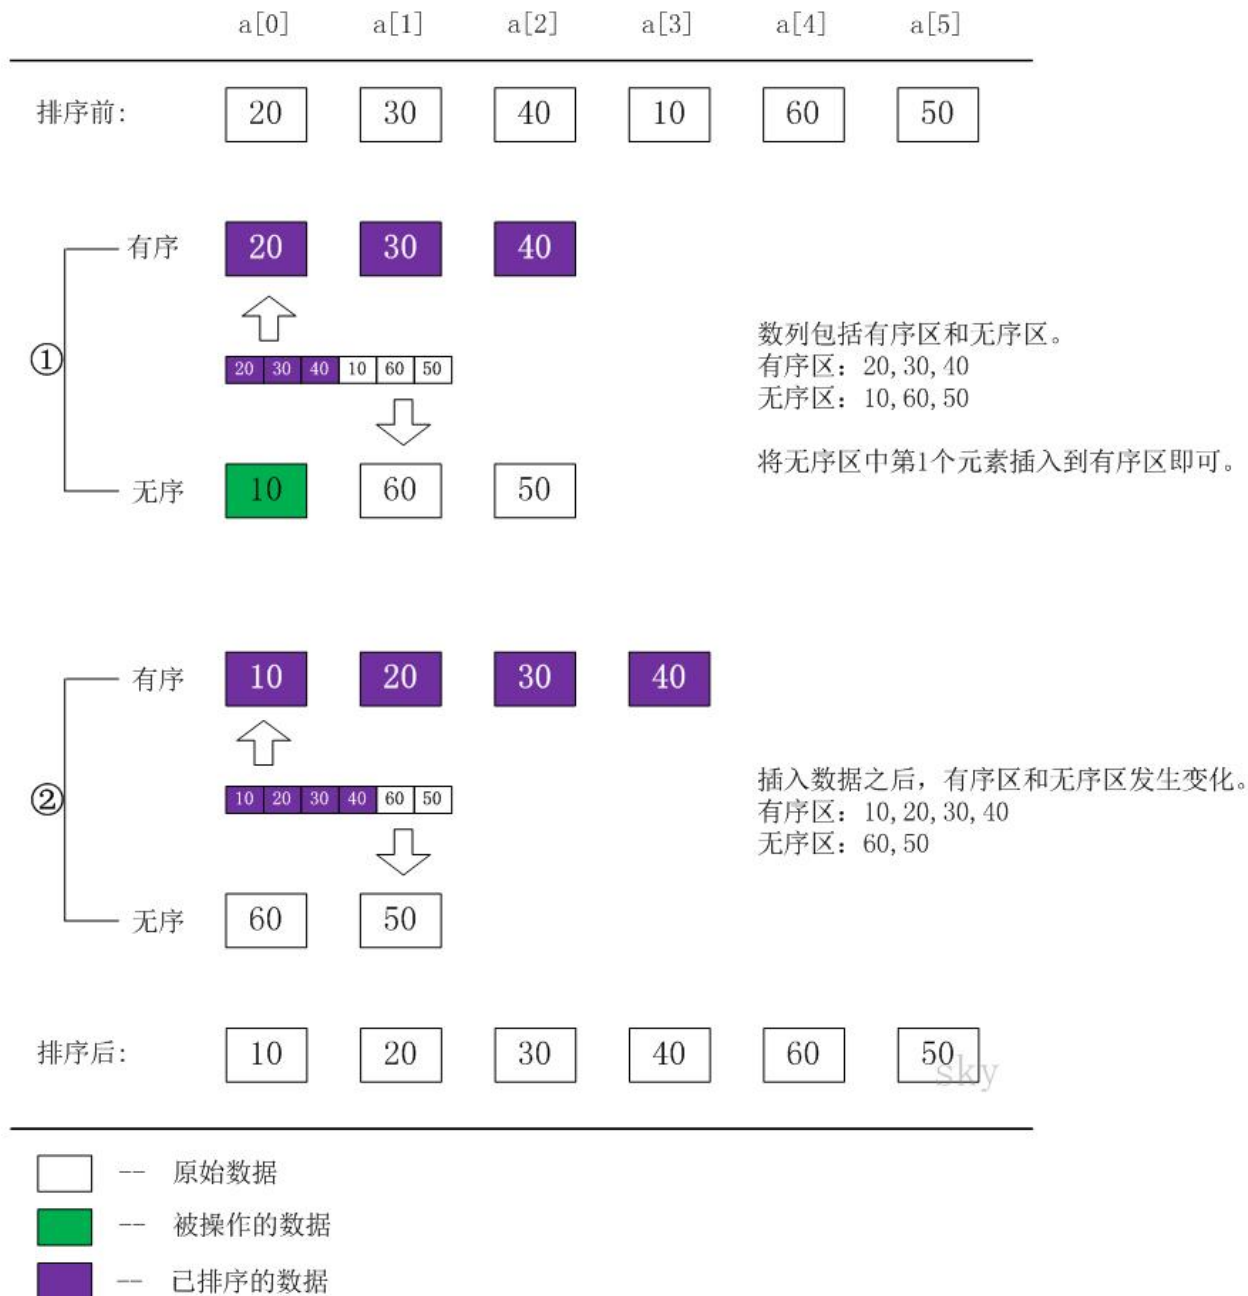 a[0] a[1] a[2] a[3] a[4] a[5]
排序前: 20 30 40 10 60 50
有序 20 30 40
① 20 30 40 10 60 50
数列包括有序区和无序区。
有序区：20,30,40
无序区：10,60,50
将无序区中第1个元素插入到有序区即可。
无序 10 60 50
有序 10 20 30 40
② 10 20 30 40 60 50
插入数据之后，有序区和无序区发生变化。
有序区：10,20,30,40
无序区：60,50
无序 60 50
排序后: 10 20 30 40 60 50
sky
-- 原始数据
-- 被操作的数据
-- 已排序的数据